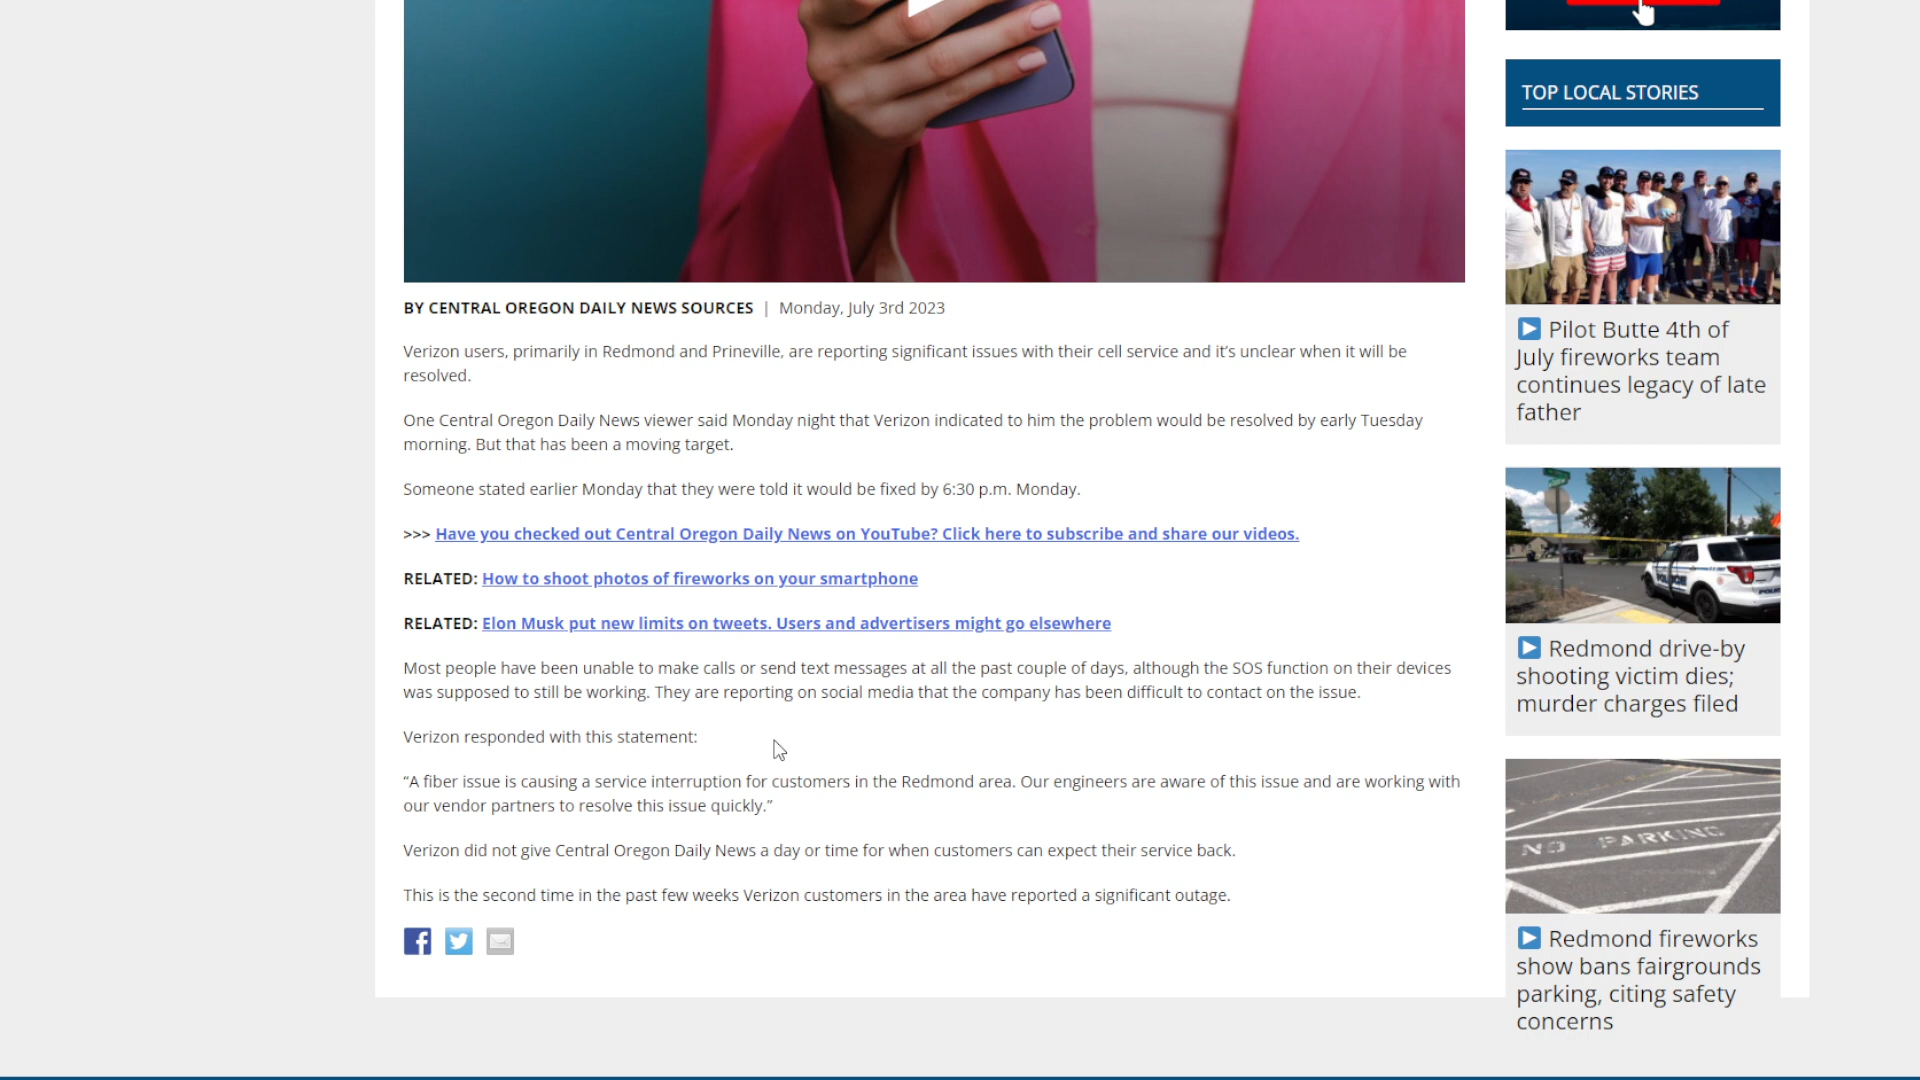 BY CENTRAL OREGON DAILY NEWS SOURCES | Monday, July 3rd 2023
Verizon users, primarily in Redmond and Prineville, are reporting significant issues with their cell service and it’s unclear when it will be
resolved.
One Central Oregon Daily News viewer said Monday night that Verizon indicated to him the problem would be resolved by early Tuesday
morning. But that has been a moving target.
Someone stated earlier Monday that they were told it would be fixed by 6:30 p.m. Monday.
>>> Have you checked out Central Oregon Daily News on YouTube? Click here to subscribe and share our videos.
RELATED: How to shoot photos of fireworks on your smartphone
RELATED: Elon Musk put new limits on tweets. Users and advertisers might go elsewhere
Most people have been unable to make calls or send text messages at all the past couple of days, although the SOS function on their devices
was supposed to still be working. They are reporting on social media that the company has been difficult to contact on the issue.
Verizon responded with this statement:
“A fiber issue is causing a service interruption for customers in the Redmond area. Our engineers are aware of this issue and are working with
our vendor partners to resolve this issue quickly.”
Verizon did not give Central Oregon Daily News a day or time for when customers can expect their service back.
This is the second time in the past few weeks Verizon customers in the area have reported a significant outage.
TOP LOCAL STORIES
Pilot Butte 4th of
July fireworks team
continues legacy of late
father
POLICE
Redmond drive-by
shooting victim dies;
murder charges filed
NO PARKING
Redmond fireworks
show bans fairgrounds
parking, citing safety
concerns